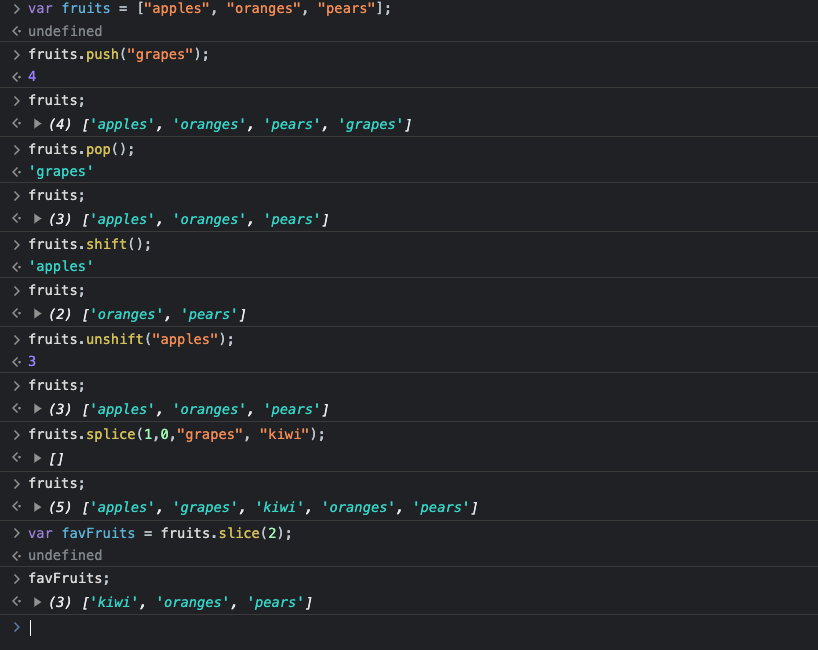 > var fruits = ["apples", "oranges", "pears"];
<· undefined
> fruits.push("grapes");
<· 4
> fruits;
<· ▶ (4) ['apples', 'oranges', 'pears', 'grapes']
> fruits.pop();
<· 'grapes'
> fruits;
<· ▶ (3) ['apples', 'oranges', 'pears']
> fruits.shift();
<· 'apples'
> fruits;
<· ▶ (2) ['oranges', 'pears']
> fruits.unshift("apples");
<· 3
> fruits;
<· ▶ (3) ['apples', 'oranges', 'pears']
> fruits.splice(1,0,"grapes", "kiwi");
<· ▶ []
> fruits;
<· ▶ (5) ['apples', 'grapes', 'kiwi', 'oranges', 'pears']
> var favFruits = fruits.slice(2);
<· undefined
> favFruits;
<· ▶ (3) ['kiwi', 'oranges', 'pears']
>